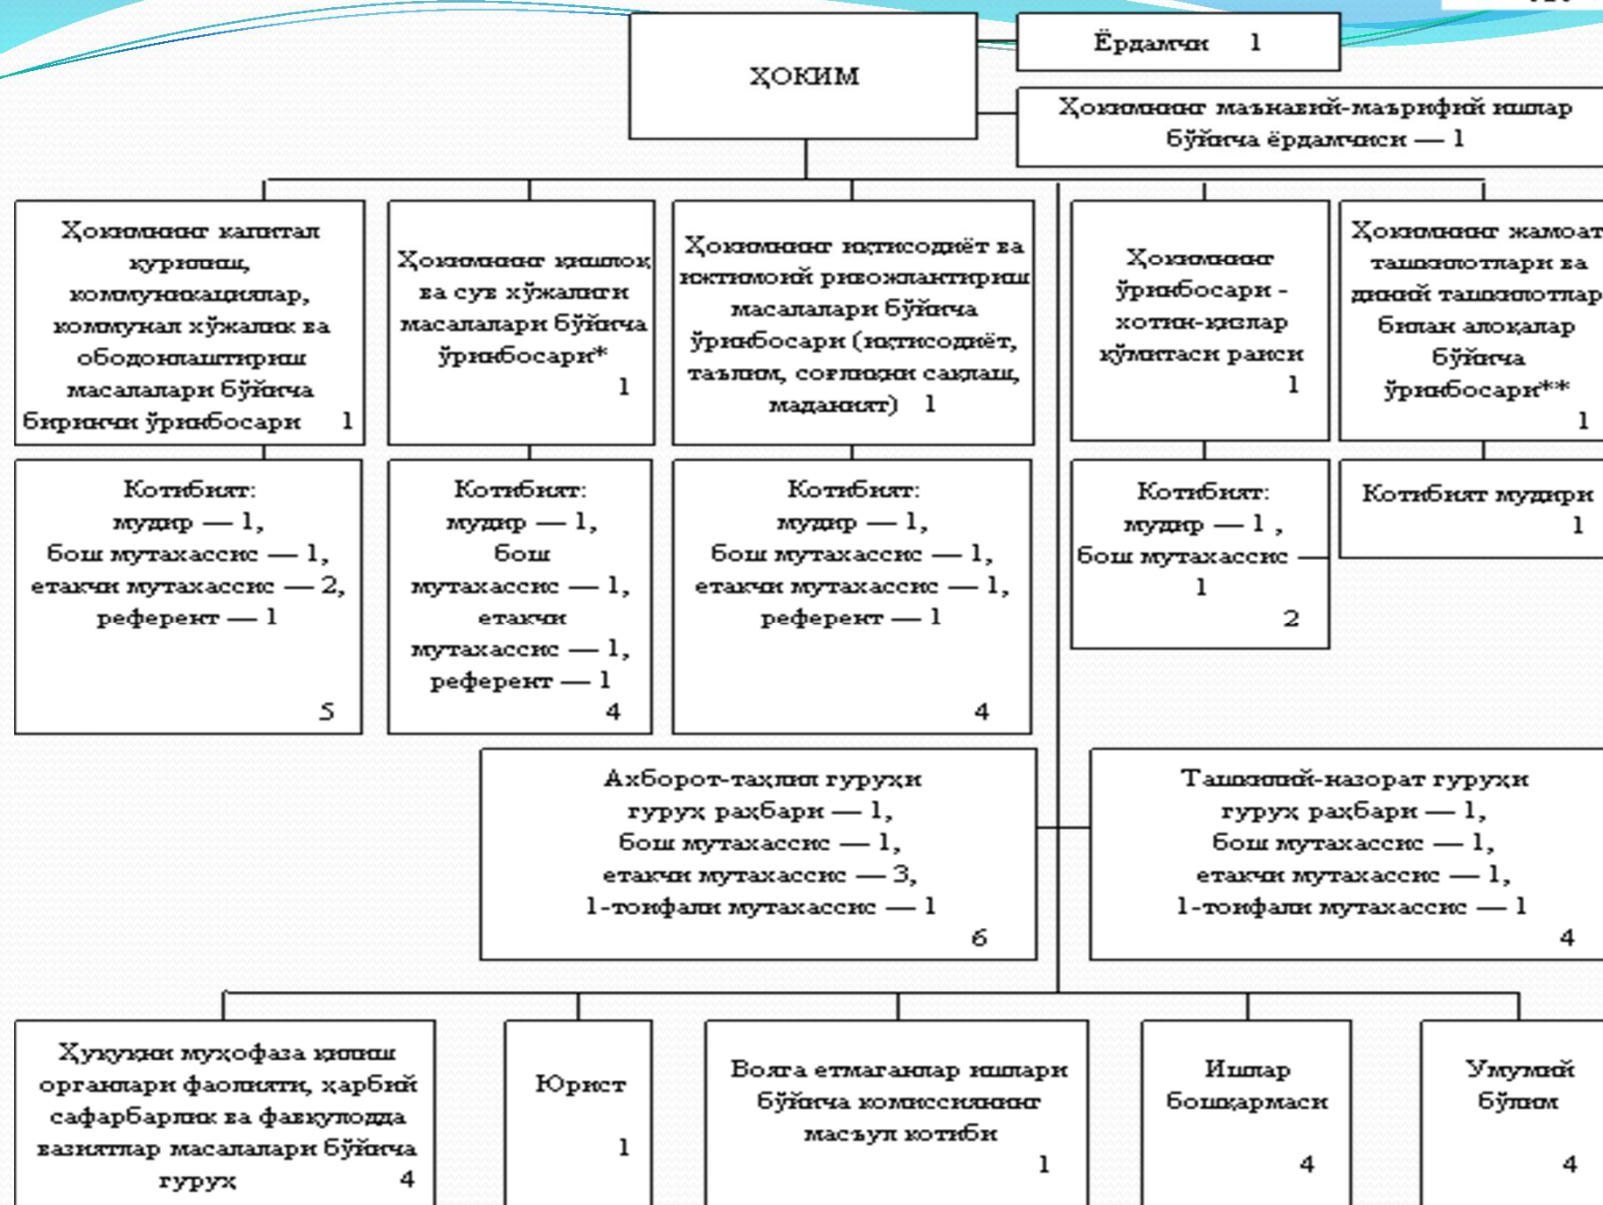 ҲОКИМ
Ёрдамчи 1
Ҳокимнинг маънавий-маърифий ишлар
бўйича ёрдамчиси — 1
Ҳокимнинг капитал
қурилиш,
коммуникациялар,
коммунал хўжалик ва
ободонлаштириш
масалалари бўйича
биринчи ўринбосари 1
Ҳокимнинг қишлоқ
ва сув хўжалиги
масалалари бўйича
ўринбосари*
1
Ҳокимнинг иқтисодиёт ва
ижтимоий ривожлантириш
масалалари бўйича
ўринбосари (иқтисодиёт,
таълим, соғлиқни сақлаш,
маданият) 1
Ҳокимнинг
ўринбосари -
хотин-қизлар
қўмитаси раиси
1
Ҳокимнинг жамоат
ташкилотлари ва
диний ташкилотлар
билан алоқалар
бўйича
ўринбосари**
1
Котибият:
мудир — 1,
бош мутахассис — 1,
етакчи мутахассис — 2,
референт — 1
5
Котибият:
мудир — 1,
бош
мутахассис — 1,
етакчи
мутахассис — 1,
референт — 1
4
Котибият:
мудир — 1,
бош мутахассис — 1,
етакчи мутахассис — 1,
референт — 1
4
Котибият:
мудир — 1 ,
бош мутахассис —
1
2
Котибият мудири
1
Ахборот-таҳлил гуруҳи
гуруҳ раҳбари — 1,
бош мутахассис — 1,
етакчи мутахассис — 3,
1-тоифали мутахассис — 1
6
Ташкилий-назорат гуруҳи
гуруҳ раҳбари — 1,
бош мутахассис — 1,
етакчи мутахассис — 1,
1-тоифали мутахассис — 1
4
Ҳуқуқни муҳофаза қилиш
органлари фаолияти, ҳарбий
сафарбарлик ва фавқулодда
вазиятлар масалалари бўйича
гуруҳ 4
Юрист
1
Вояга етмаганлар ишлари
бўйича комиссиянинг
масъул котиби
1
Ишлар
бошқармаси
4
Умумий
бўлим
4